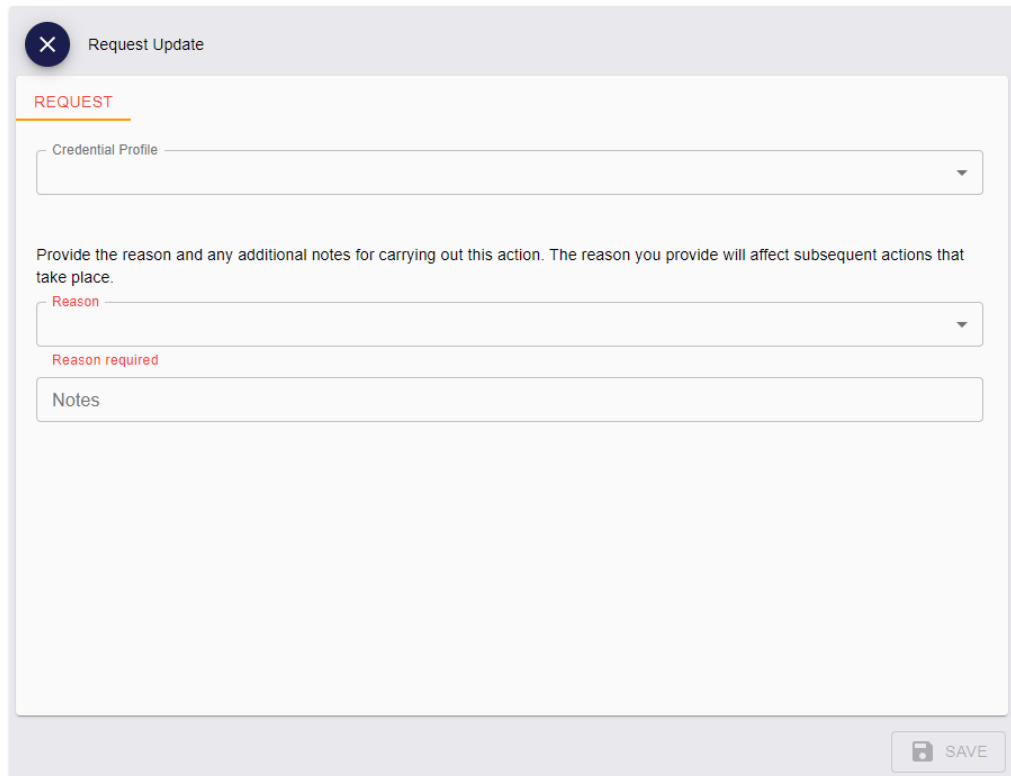 Request Update
REQUEST
Credential Profile
Provide the reason and any additional notes for carrying out this action. The reason you provide will affect subsequent actions that
take place.
Reason
Reason required
Notes
SAVE